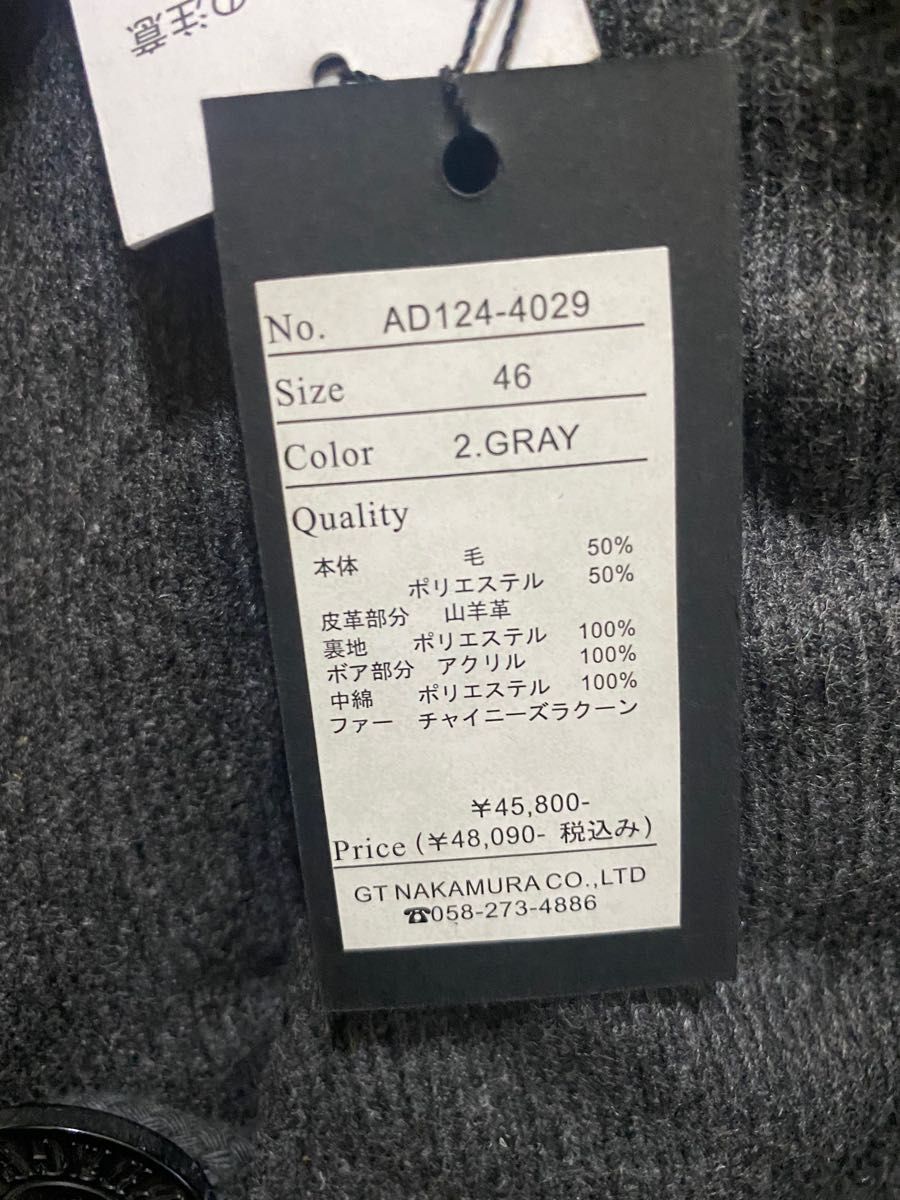 の注意
No. AD124-4029
Size 46
Color 2.GRAY
Quality
本体 毛 50%
ポリエステル 50%
皮革部分 山羊革
裏地 ポリエステル 100%
ボア部分 アクリル 100%
中綿 ポリエステル 100%
ファー チャイニーズラクーン
¥45,800-
Price (¥48,090- 税込み)
GT NAKAMURA CO.,LTD
☎058-273-4886